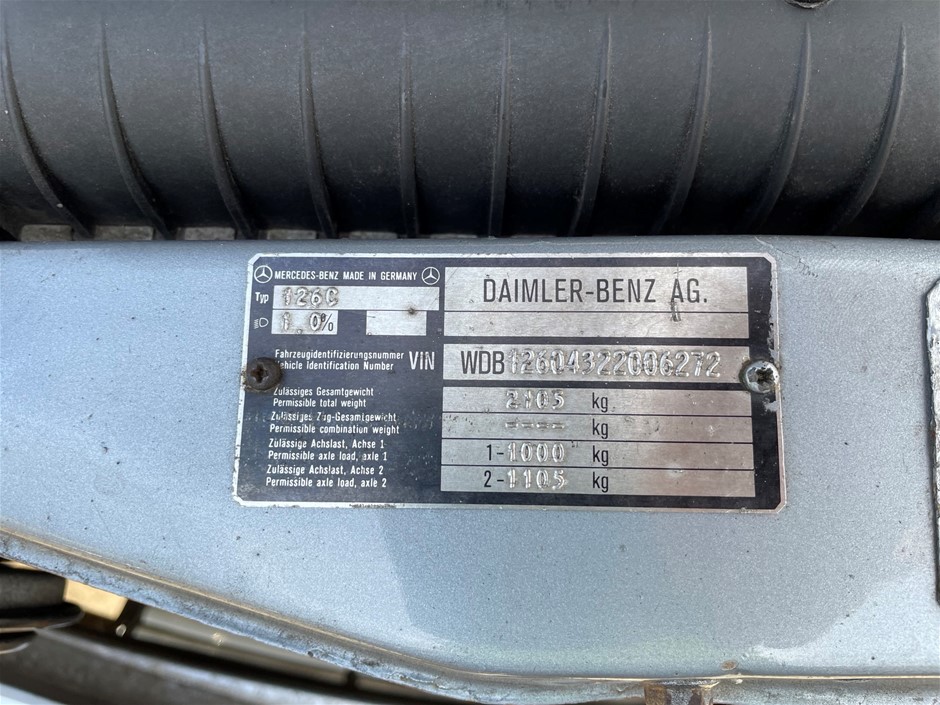 MERCEDES-BENZ MADE IN GERMANY
DAIMLER-BENZ AG.
Typ 126C
1.0%
Fahrzeugidentifizierungsnummer
Vehicle Identification Number
VIN WDB12604322006272
Zulässiges Gesamtgewicht
Permissible total weight
2105 kg
Zulässiges Zug-Gesamtgewicht
Permissible combination weight
---- kg
Zulässige Achslast, Achse 1
Permissible axle load, axle 1
1-1000 kg
Zulässige Achslast, Achse 2
Permissible axle load, axle 2
2-1105 kg